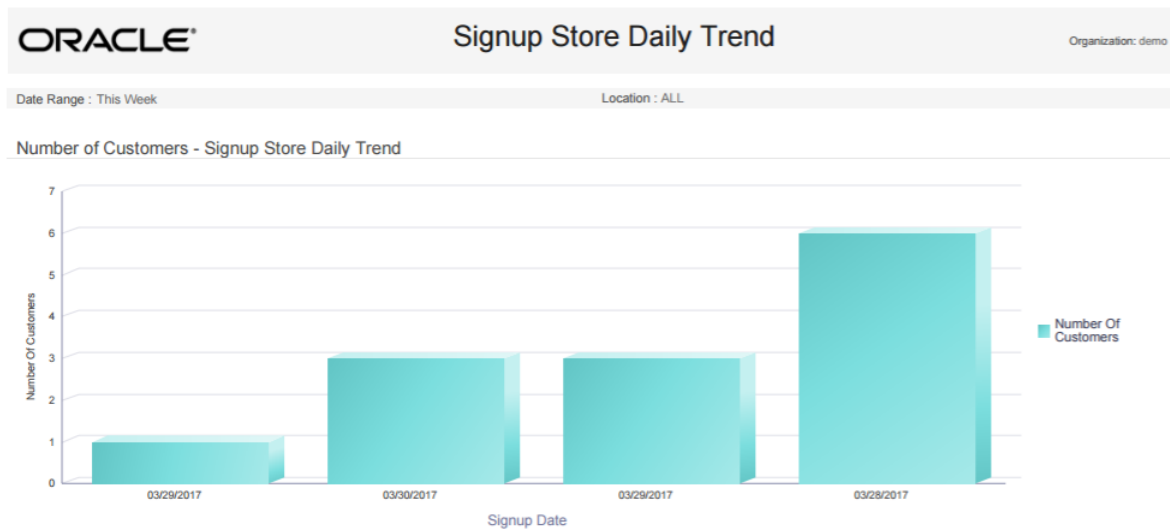 ORACLE®
Signup Store Daily Trend
Organization: demo
Date Range : This Week
Location : ALL
Number of Customers - Signup Store Daily Trend
7
6
5
4
3
2
1
0
Number Of Customers
03/29/2017
03/30/2017
03/29/2017
03/28/2017
Signup Date
Number Of
Customers